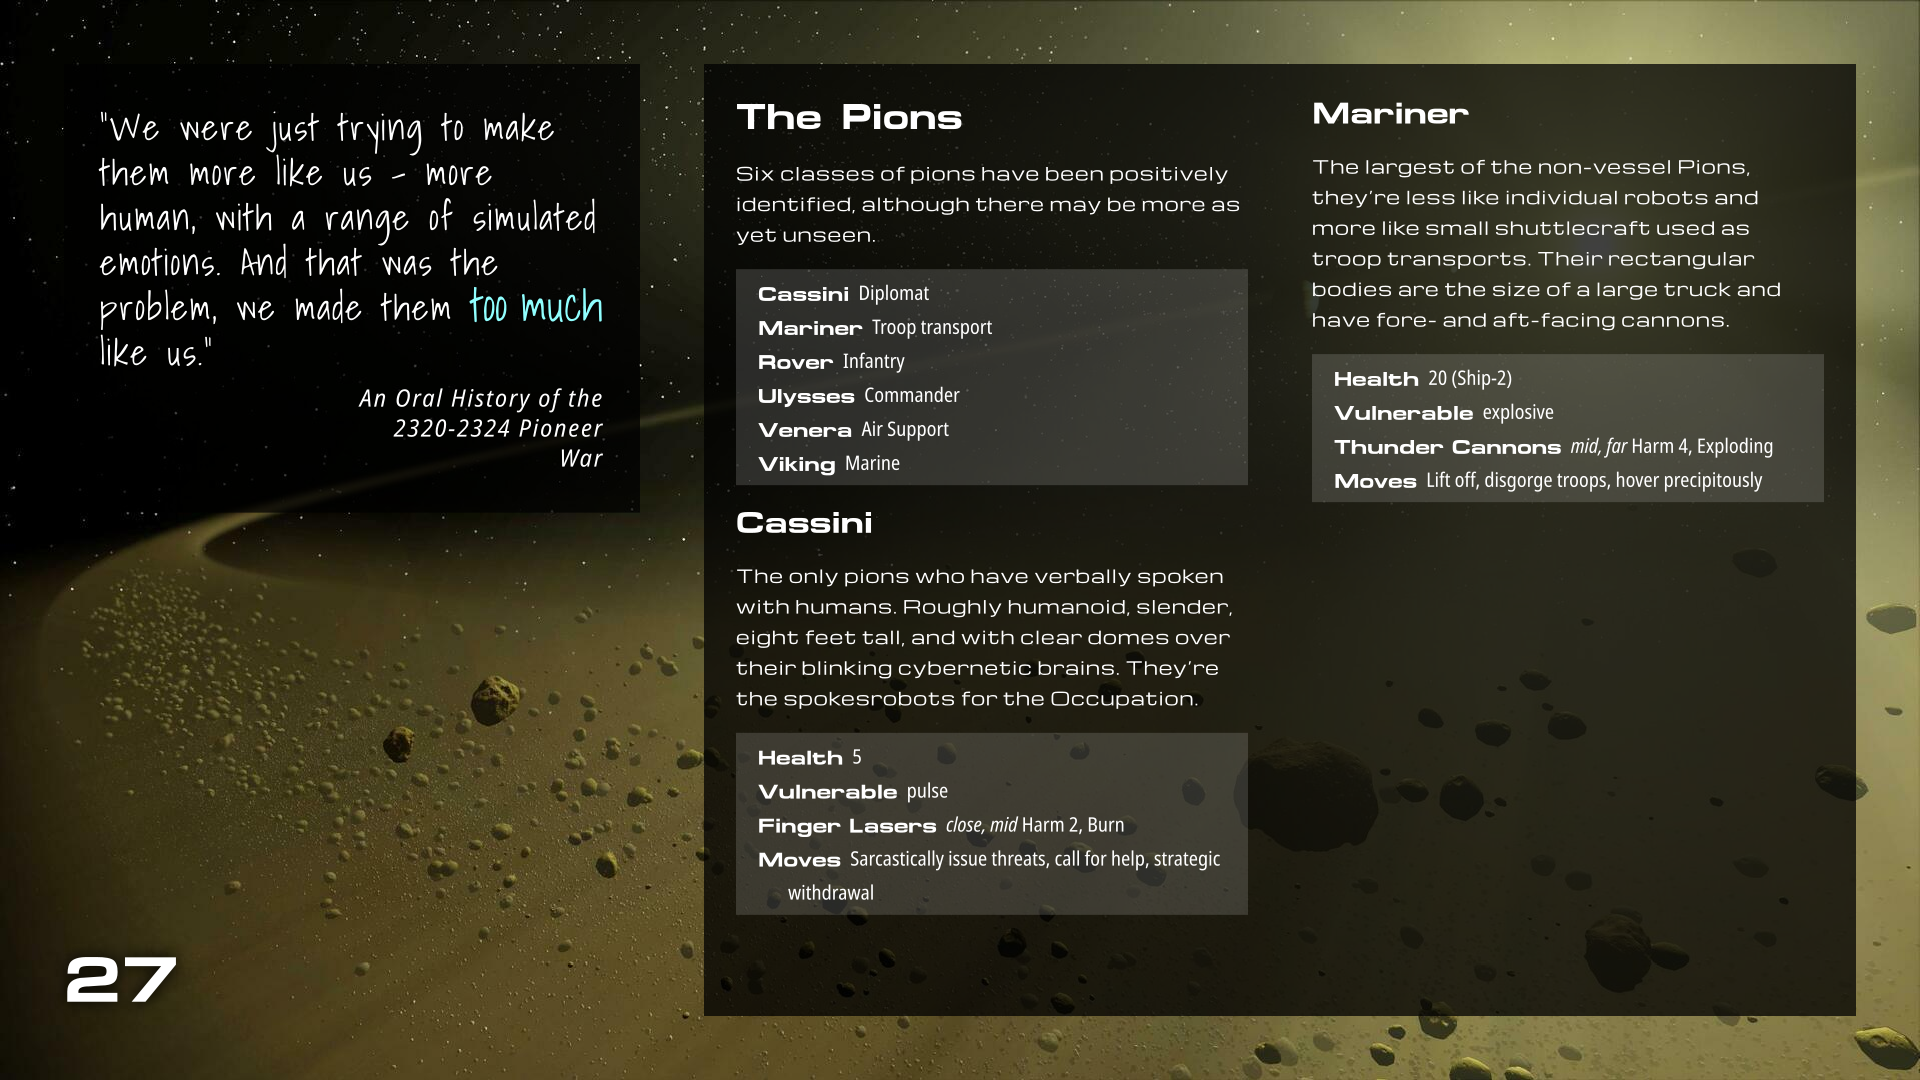 "We were just trying to make
them more like us - more
human, with a range of simulated
emotions. And that was the
problem, we made them too much
like us."
An Oral History of the
2320-2324 Pioneer
War
27
The Pions
Six classes of pions have been positively
identified, although there may be more as
yet unseen.
Cassini Diplomat
Mariner Troop transport
Rover Infantry
Ulysses Commander
Venera Air Support
Viking Marine
Cassini
The only pions who have verbally spoken
with humans. Roughly humanoid, slender,
eight feet tall, and with clear domes over
their blinking cybernetic brains. They're
the spokesrobots for the Occupation.
Health 5
Vulnerable pulse
Finger Lasers close, mid Harm 2, Burn
Moves Sarcastically issue threats, call for help, strategic
withdrawal
Mariner
The largest of the non-vessel Pions,
they're less like individual robots and
more like small shuttlecraft used as
troop transports. Their rectangular
bodies are the size of a large truck and
have fore- and aft-facing cannons.
Health 20 (Ship-2)
Vulnerable explosive
Thunder Cannons mid, far Harm 4, Exploding
Moves Lift off, disgorge troops, hover precipitously